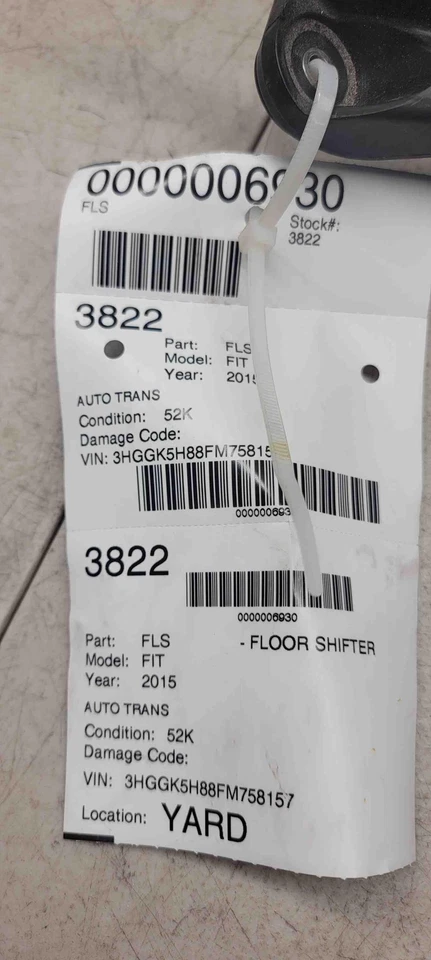 0000006930
FLS
Stock#:
3822
3822
Part: FLS
Model: FIT
Year: 2015
AUTO TRANS
Condition: 52K
Damage Code:
VIN: 3HGGK5H88FM75815
000000693
3822
0000006930
Part: FLS - FLOOR SHIFTER
Model: FIT
Year: 2015
AUTO TRANS
Condition: 52K
Damage Code:
VIN: 3HGGK5H88FM758157
Location: YARD